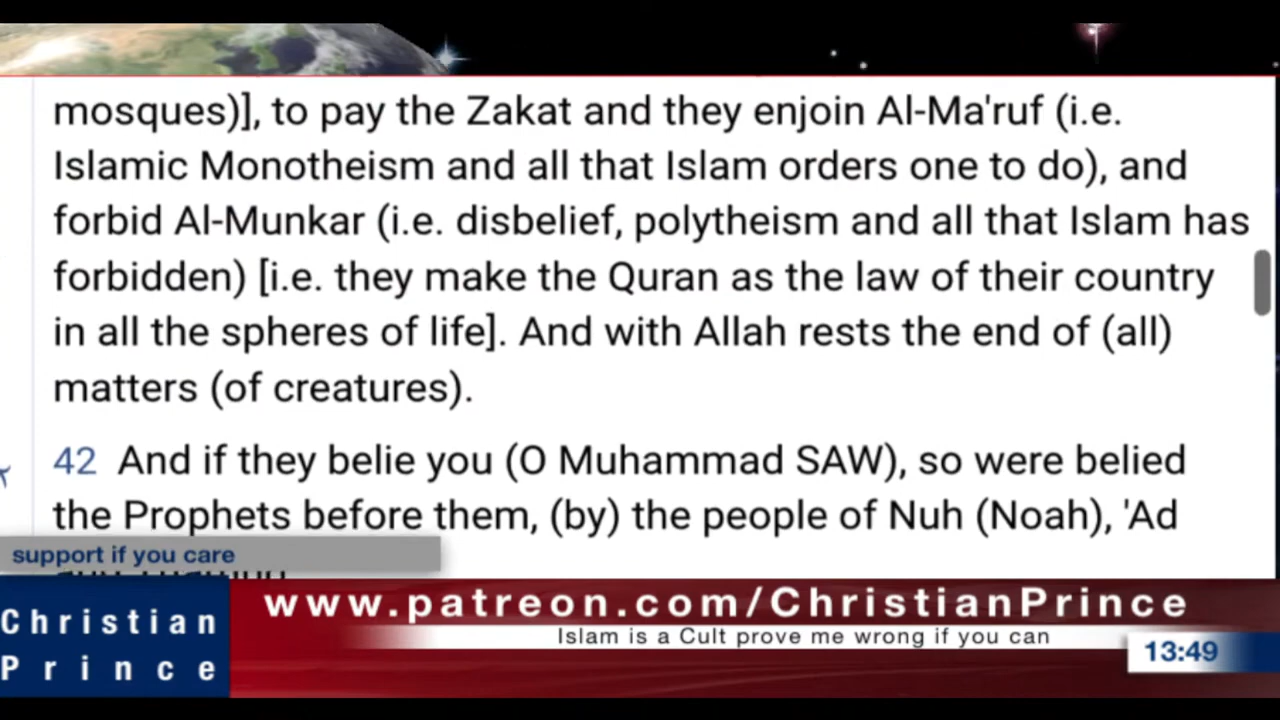 mosques)], to pay the Zakat and they enjoin Al-Ma'ruf (i.e.
Islamic Monotheism and all that Islam orders one to do), and
forbid Al-Munkar (i.e. disbelief, polytheism and all that Islam has
forbidden) [i.e. they make the Quran as the law of their country
in all the spheres of life]. And with Allah rests the end of (all)
matters (of creatures).
42 And if they belie you (O Muhammad SAW), so were belied
the Prophets before them, (by) the people of Nuh (Noah), 'Ad
support if you care
Christian
Prince
www.patreon.com/ChristianPrince
Islam is a Cult prove me wrong if you can
13:49